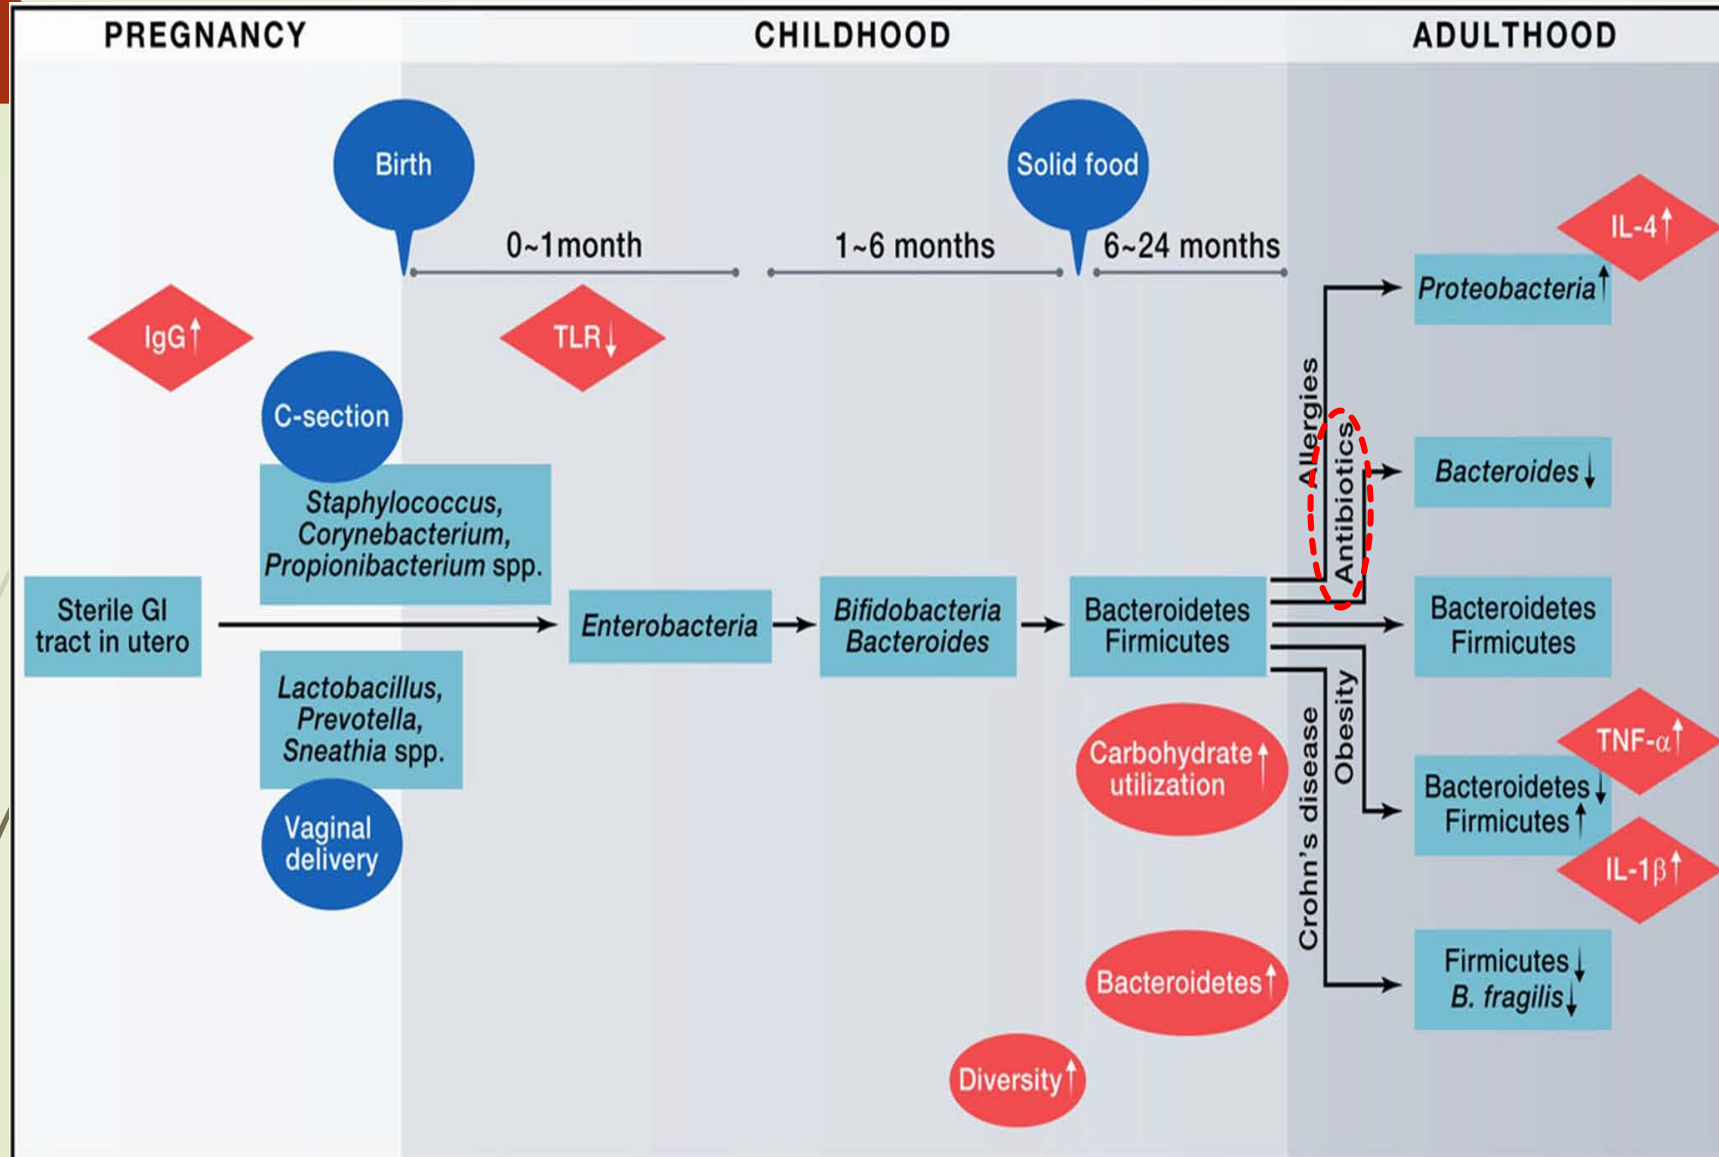 PREGNANCY
CHILDHOOD
ADULTHOOD
Birth
Solid food
0~1month
1~6 months
6~24 months
IgG↑
TLR↓
IL-4↑
Proteobacteria↑
C-section
Staphylococcus,
Corynebacterium,
Propionibacterium spp.
Allergies
Antibiotics
Bacteroides↓
Sterile GI
tract in utero
Enterobacteria
Bifidobacteria
Bacteroides
Bacteroidetes
Firmicutes
Bacteroidetes
Firmicutes
Lactobacillus,
Prevotella,
Sneathia spp.
Vaginal
delivery
Carbohydrate↑
utilization
Crohn's disease
Obesity
TNF-α↑
Bacteroidetes↓
Firmicutes↑
IL-1β↑
Bacteroidetes↑
Firmicutes↓
B. fragilis↓
Diversity↑